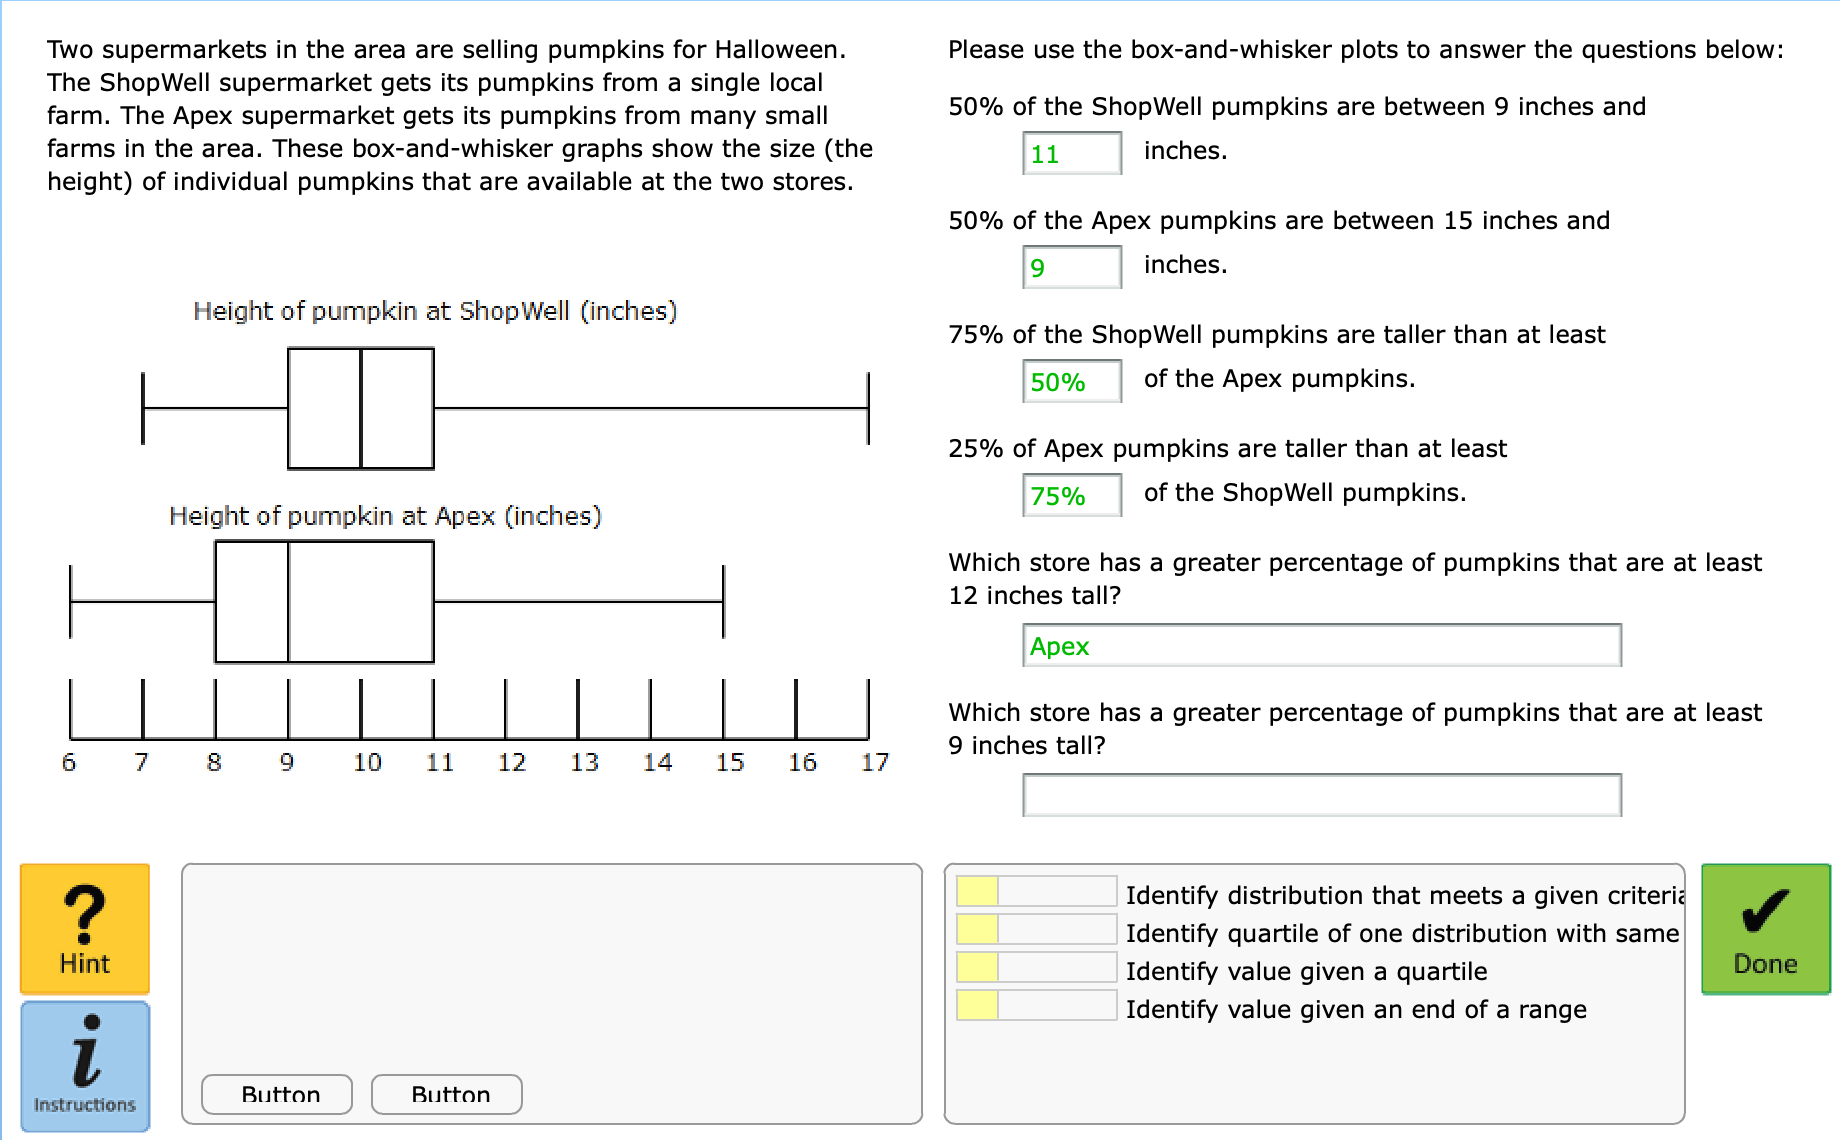 Two supermarkets in the area are selling pumpkins for Halloween.
The ShopWell supermarket gets its pumpkins from a single local
farm. The Apex supermarket gets its pumpkins from many small
farms in the area. These box-and-whisker graphs show the size (the
height) of individual pumpkins that are available at the two stores.
Height of pumpkin at ShopWell (inches)
Height of pumpkin at Apex (inches)
6 7 8 9 10 11 12 13 14 15 16 17
Please use the box-and-whisker plots to answer the questions below:
50% of the ShopWell pumpkins are between 9 inches and
11 inches.
50% of the Apex pumpkins are between 15 inches and
9 inches.
75% of the ShopWell pumpkins are taller than at least
50% of the Apex pumpkins.
25% of Apex pumpkins are taller than at least
75% of the ShopWell pumpkins.
Which store has a greater percentage of pumpkins that are at least
12 inches tall?
Apex
Which store has a greater percentage of pumpkins that are at least
9 inches tall?
? Hint
i Instructions
Button Button
Identify distribution that meets a given criteria
Identify quartile of one distribution with same
Identify value given a quartile
Identify value given an end of a range
✔ Done